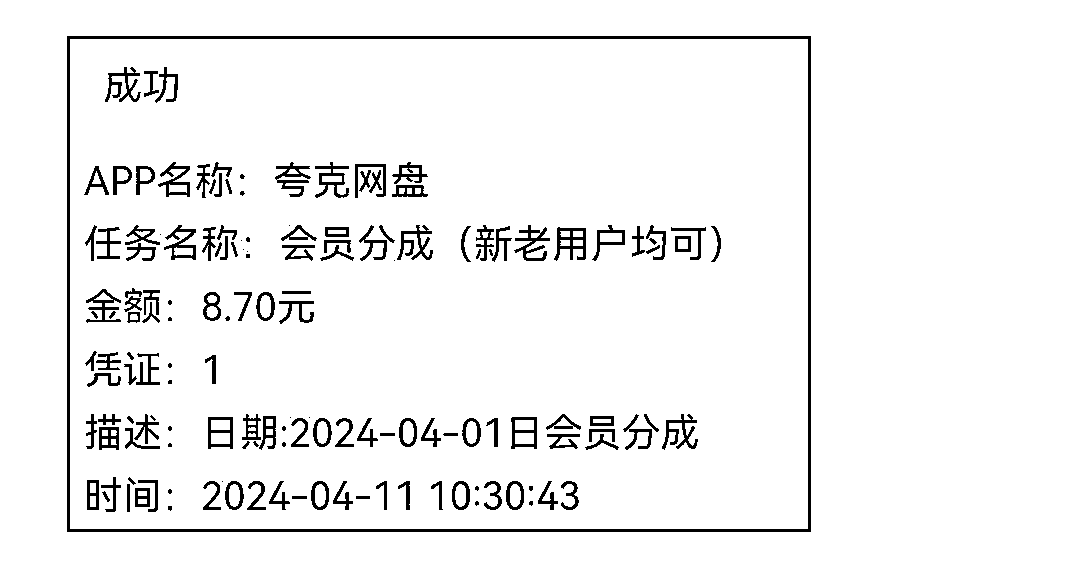 成功
APP名称：夸克网盘
任务名称：会员分成（新老用户均可）
金额：8.70元
凭证：1
描述：日期:2024-04-01日会员分成
时间：2024-04-11 10:30:43